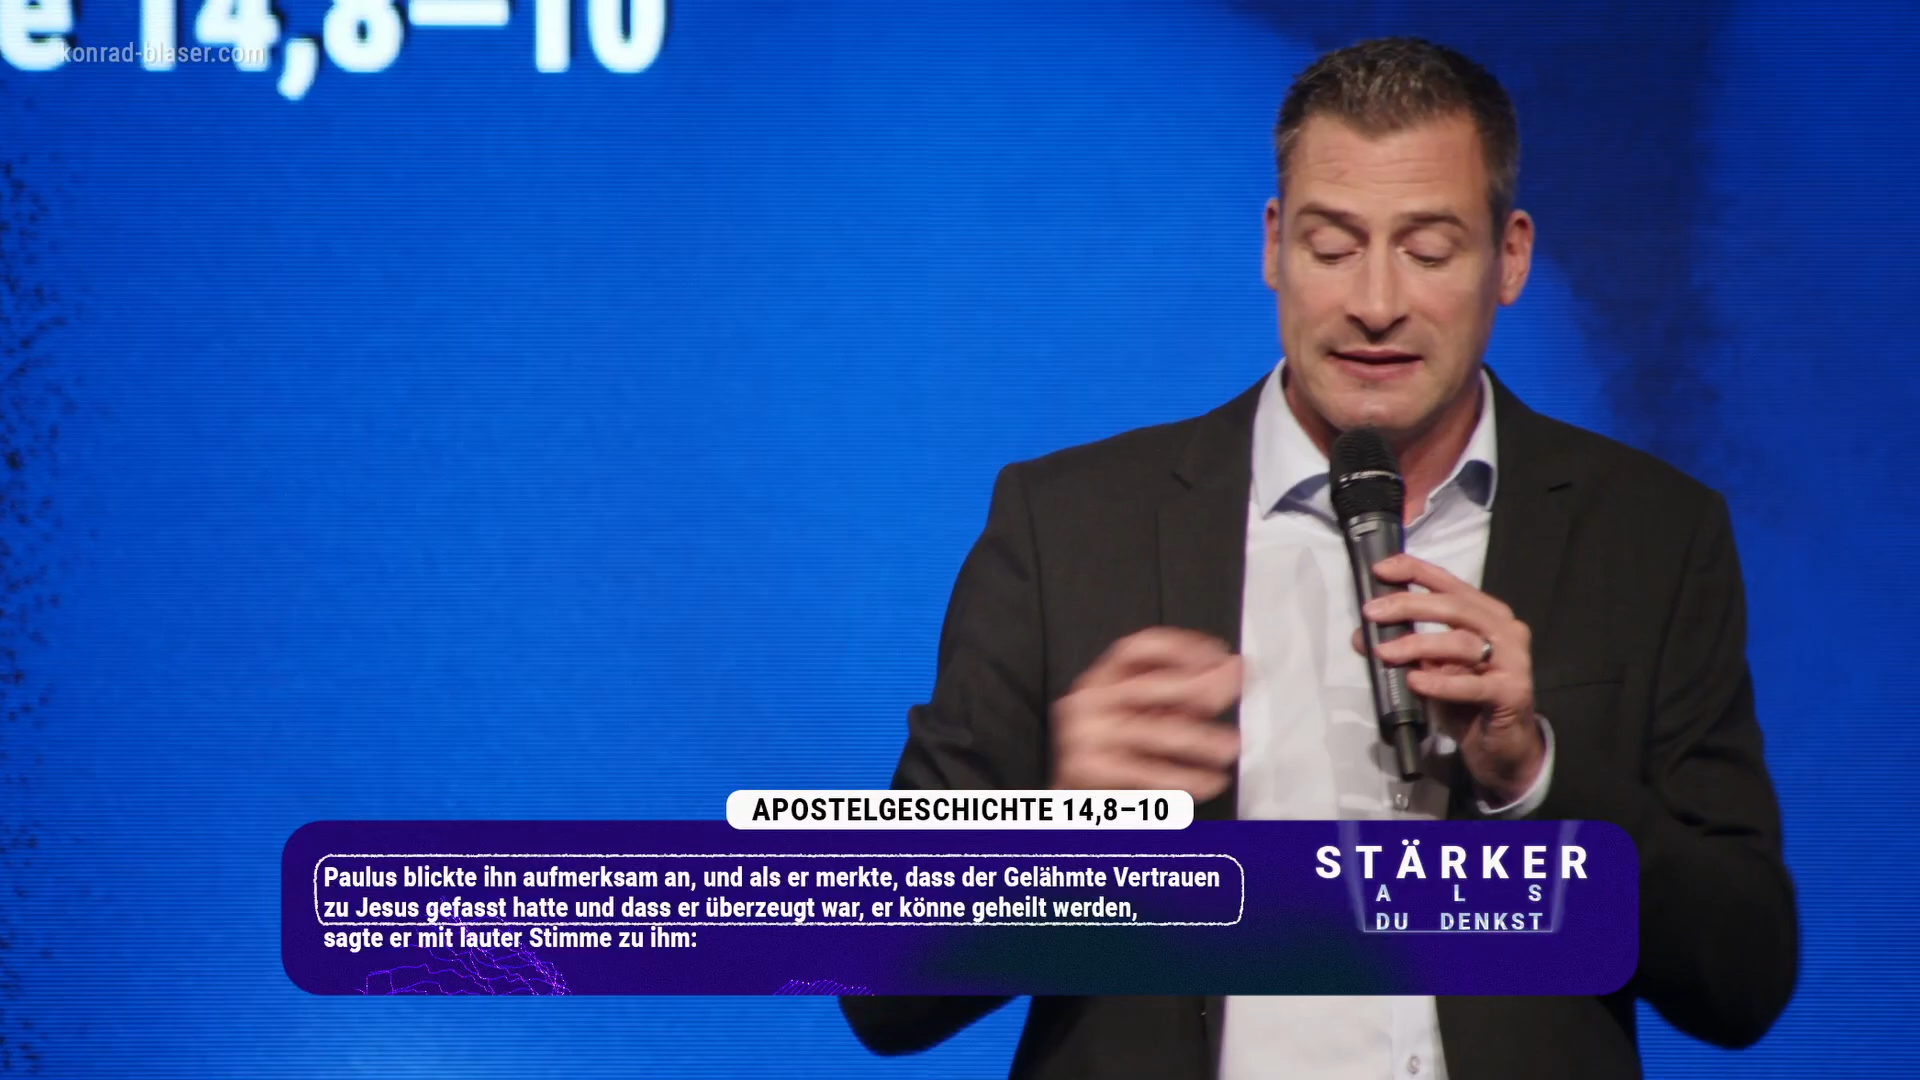 e 14,8–10
konrad-blaser.com
APOSTELGESCHICHTE 14,8–10
Paulus blickte ihn aufmerksam an, und als er merkte, dass der Gelähmte Vertrauen
zu Jesus gefasst hatte und dass er überzeugt war, er könne geheilt werden,
sagte er mit lauter Stimme zu ihm:
STÄRKER
ALS
DU DENKST